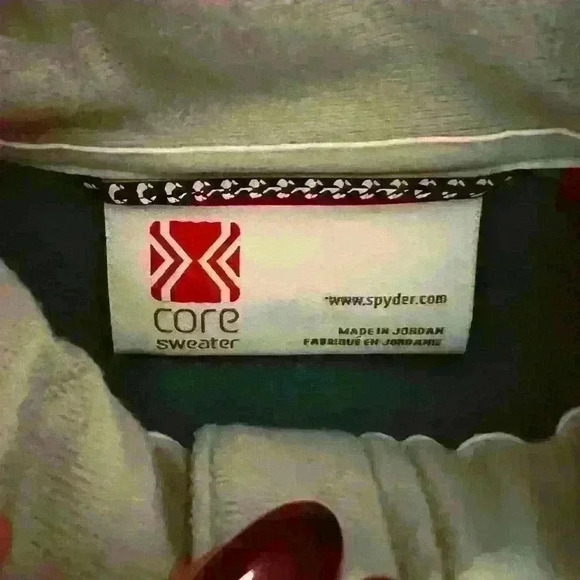 core
sweater
www.spyder.com
MADE IN JORDAN
FABRIQUÉ EN JORDANIE